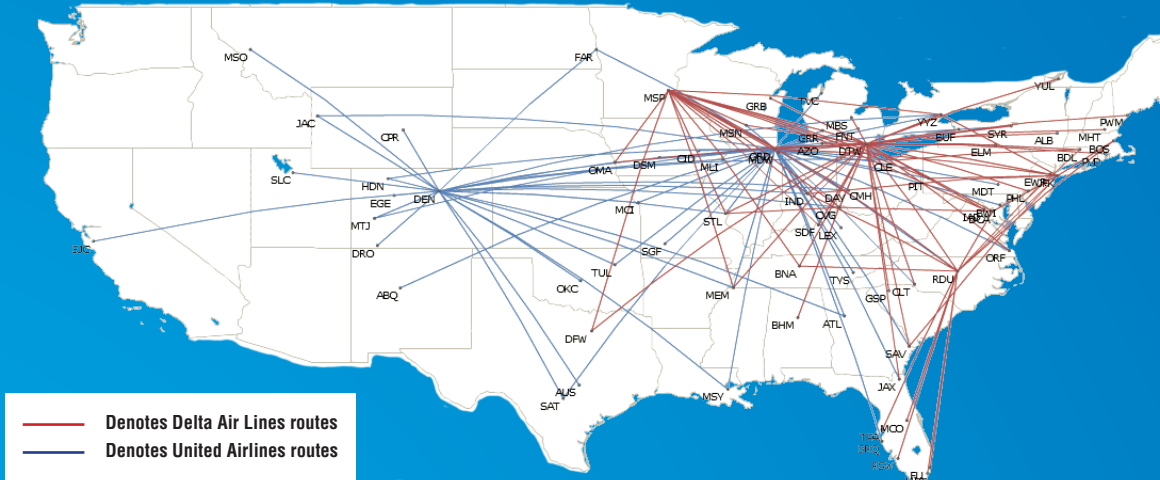 YUL
MSO
FAR
MSP
GRB
TVC
JAC
CPR
MBS
YYZ
PWM
MSN
GRR
FNT
BUF
SYR
ALB
MHT
BOS
AZO
DTW
ELM
BDL
PVD
OMA
DSM
CID
MLI
CLE
SLC
HDN
DEN
EGE
MCI
IND
DAY
CMH
PIT
MDT
PHL
EWR
MTJ
STL
CVG
SDF
LEX
BWI
DCA
SJC
DRO
SGF
ORF
TUL
OKC
BNA
TYS
RDU
ABQ
MEM
GSP
CLT
DFW
BHM
ATL
SAV
AUS
SAT
MSY
JAX
MCO
Denotes Delta Air Lines routes
Denotes United Airlines routes